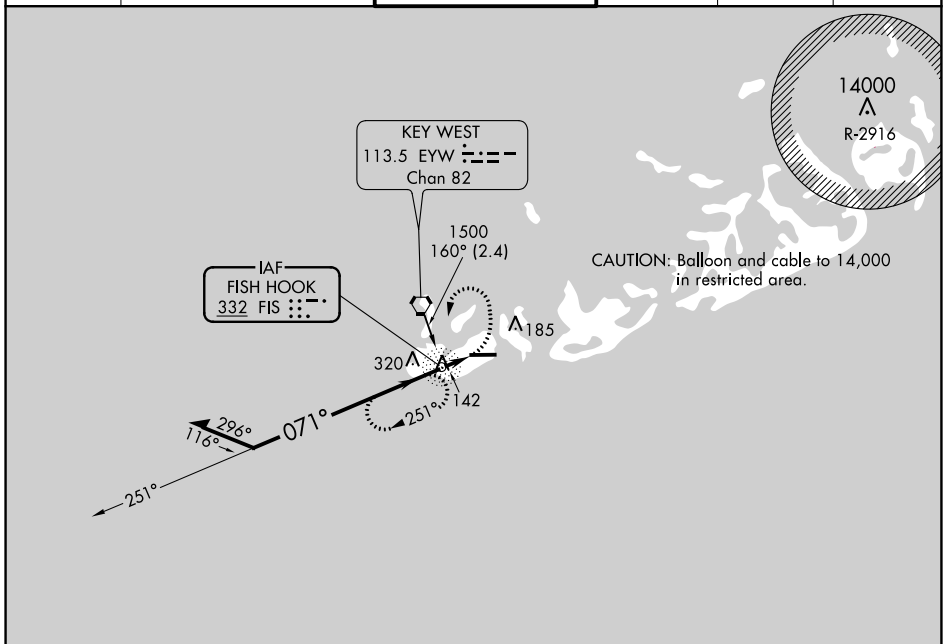 14000
R-2916
KEY WEST
113.5 EYW
Chan 82
1500
160° (2.4)
CAUTION: Balloon and cable to 14,000
in restricted area.
IAF
FISH HOOK
332 FIS
185
320
142
251°
071°
296°
116°
251°